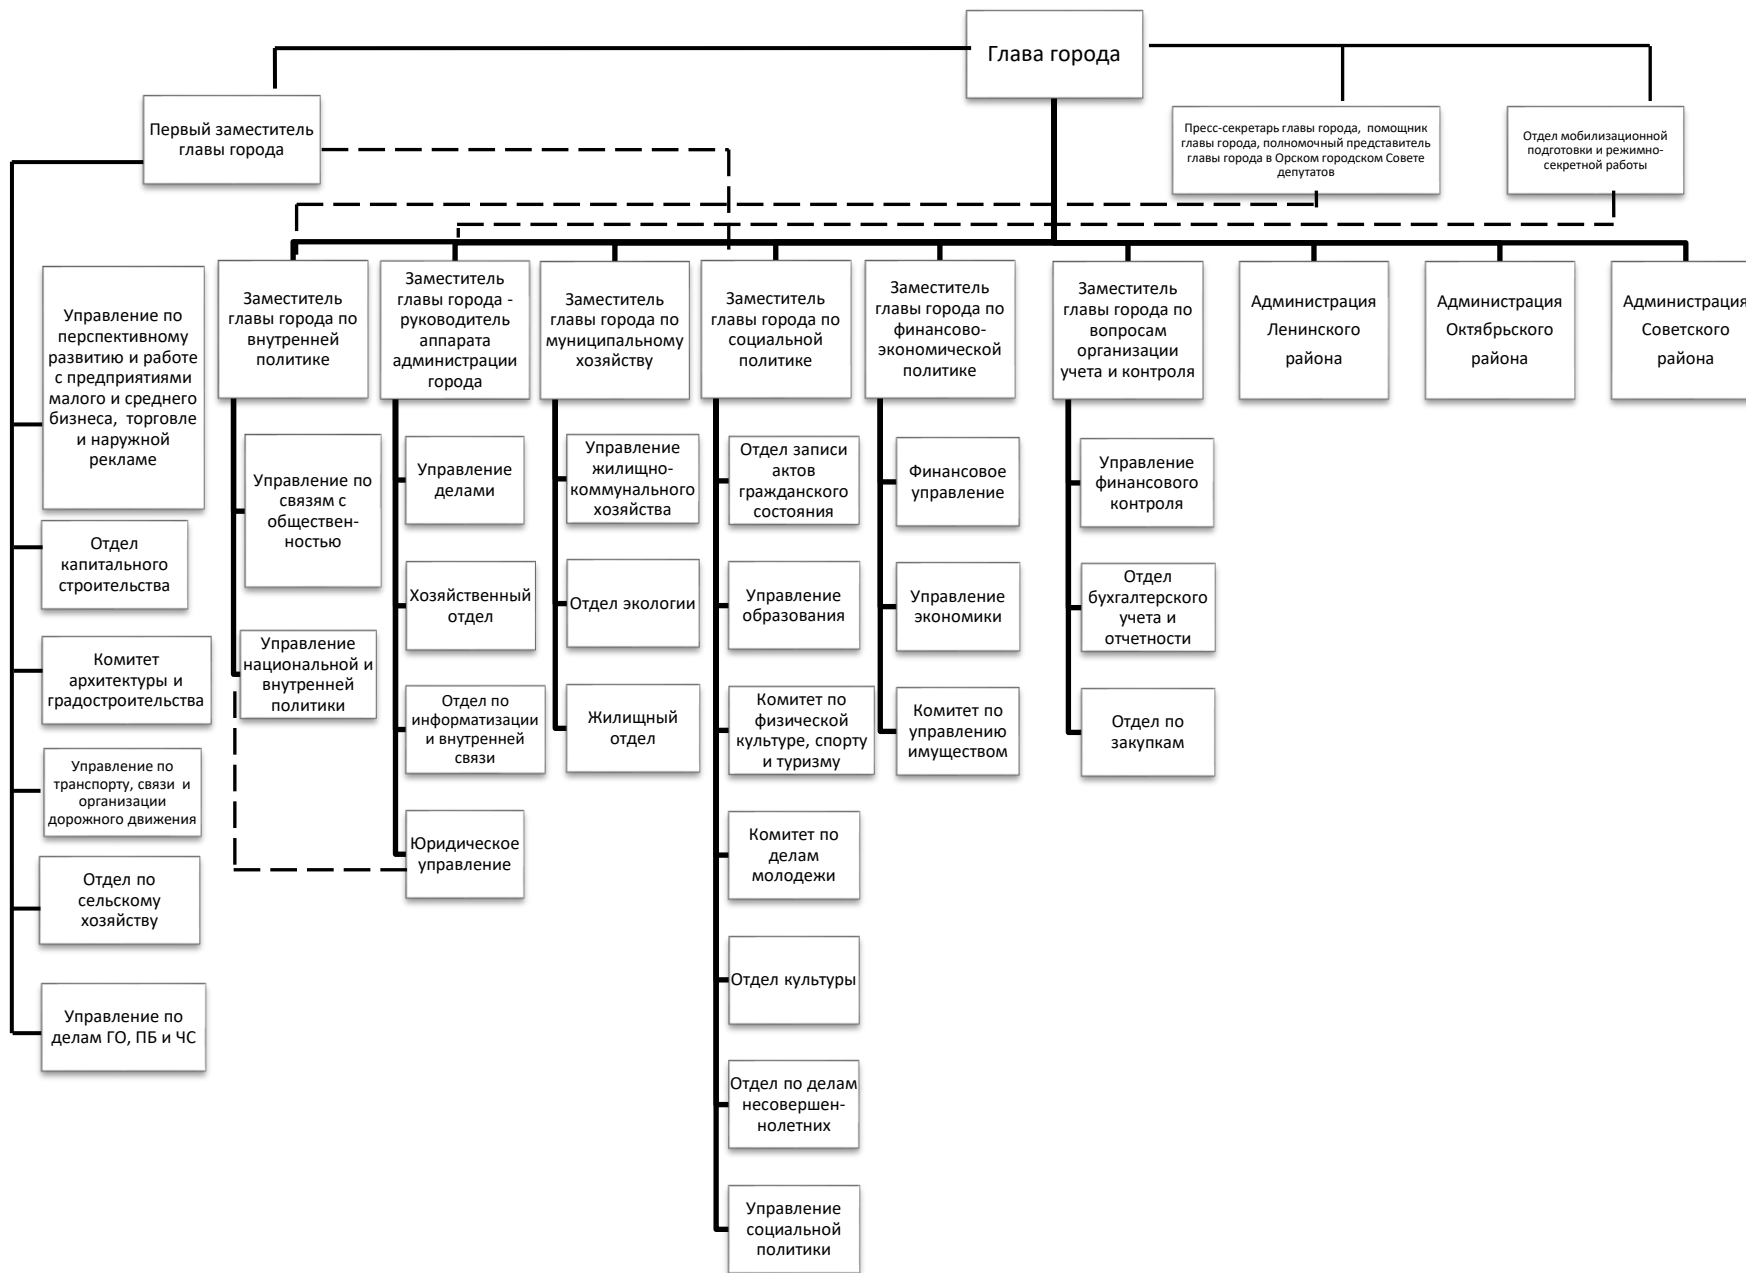 Глава города
Первый заместитель
главы города
Пресс-секретарь главы города, помощник
главы города, полномочный представитель
главы города в Орском городском Совете
депутатов
Отдел мобилизационной
подготовки и режимно-
секретной работы
Управление по
перспективному
развитию и работе
с предприятиями
малого и среднего
бизнеса, торговле
и наружной
рекламе
Отдел
капитального
строительства
Комитет
архитектуры и
градостроительства
Управление по
транспорту, связи и
организации
дорожного движения
Отдел по
сельскому
хозяйству
Управление по
делам ГО, ПБ и ЧС
Заместитель
главы города по
внутренней
политике
Управление по
связям с
обществен-
ностью
Управление
национальной и
внутренней
политики
Заместитель
главы города -
руководитель
аппарата
администрации
города
Управление
делами
Хозяйственный
отдел
Отдел по
информатизации
и внутренней
связи
Юридическое
управление
Заместитель
главы города по
муниципальному
хозяйству
Управление
жилищно-
коммунального
хозяйства
Отдел экологии
Жилищный
отдел
Заместитель
главы города по
социальной
политике
Отдел записи
актов
гражданского
состояния
Управление
образования
Комитет по
физической
культуре, спорту
и туризму
Комитет по
делам
молодежи
Отдел культуры
Отдел по делам
несовершен-
нолетних
Управление
социальной
политики
Заместитель
главы города по
финансово-
экономической
политике
Финансовое
управление
Управление
экономики
Комитет по
управлению
имуществом
Заместитель
главы города по
вопросам
организации
учета и контроля
Управление
финансового
контроля
Отдел
бухгалтерского
учета и
отчетности
Отдел по
закупкам
Администрация
Ленинского
района
Администрация
Октябрьского
района
Администрация
Советского
района